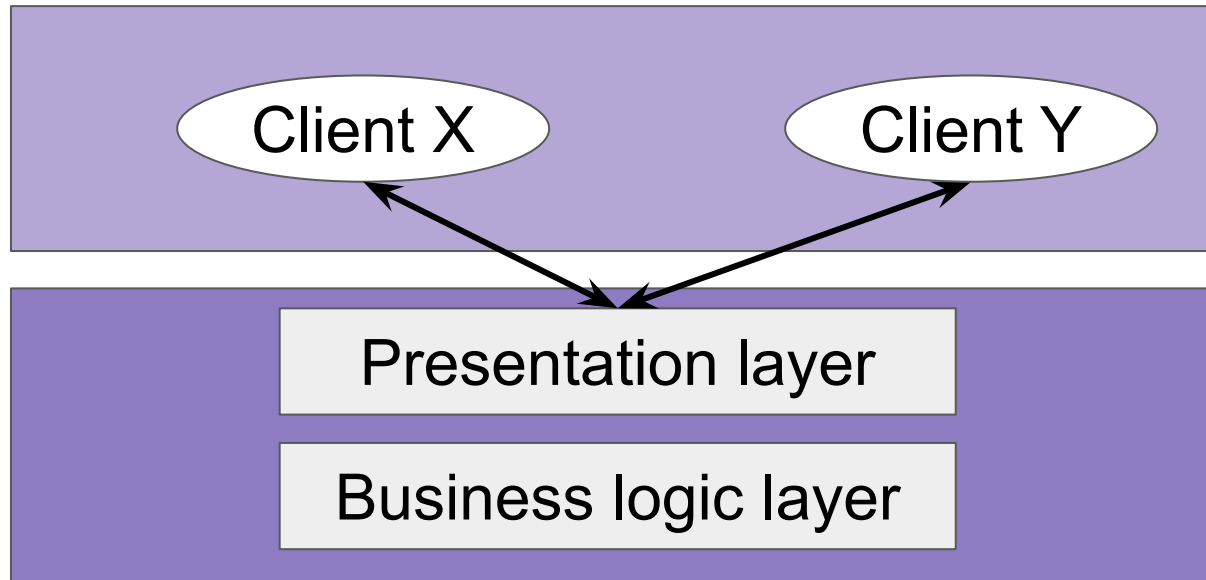 Client X
Client Y
Presentation layer
Business logic layer